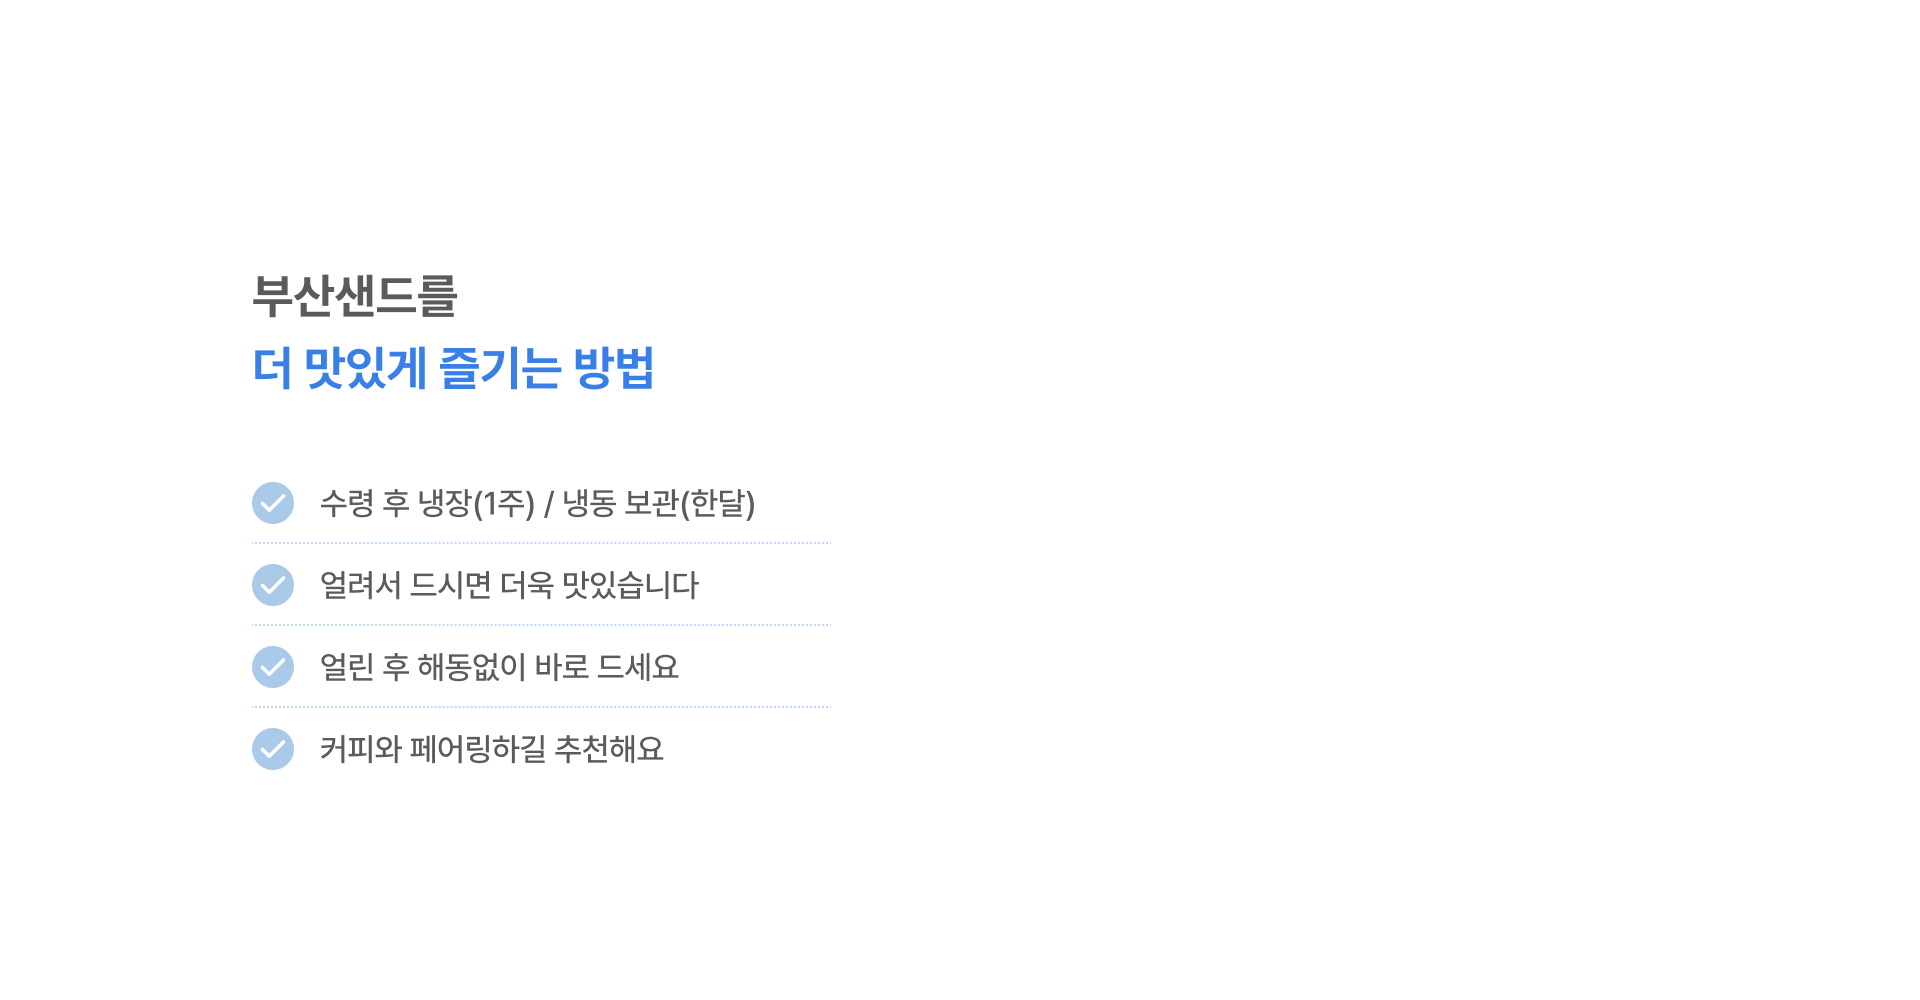 부산샌드를
더 맛있게 즐기는 방법
수령 후 냉장(1주) / 냉동 보관(한달)
얼려서 드시면 더욱 맛있습니다
얼린 후 해동없이 바로 드세요
커피와 페어링하길 추천해요